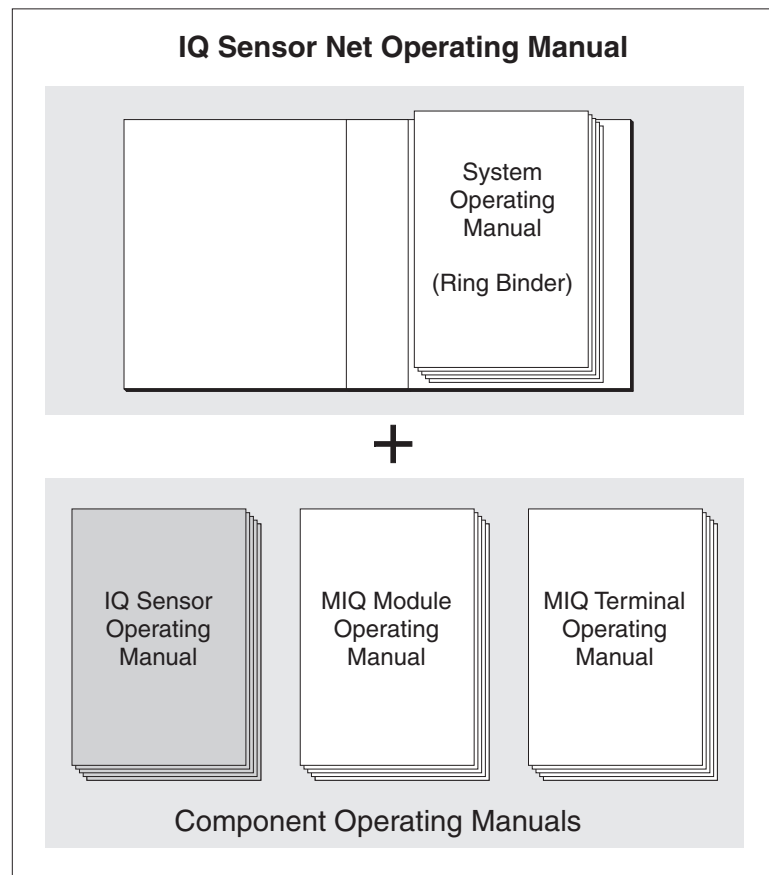 IQ Sensor Net Operating Manual
System
Operating
Manual
(Ring Binder)
+
IQ Sensor
Operating
Manual
MIQ Module
Operating
Manual
MIQ Terminal
Operating
Manual
Component Operating Manuals